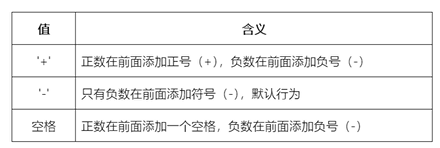 值 含义
'+' 正数在前面添加正号（+），负数在前面添加负号（-）
'-' 只有负数在前面添加符号（-），默认行为
空格 正数在前面添加一个空格，负数在前面添加负号（-）